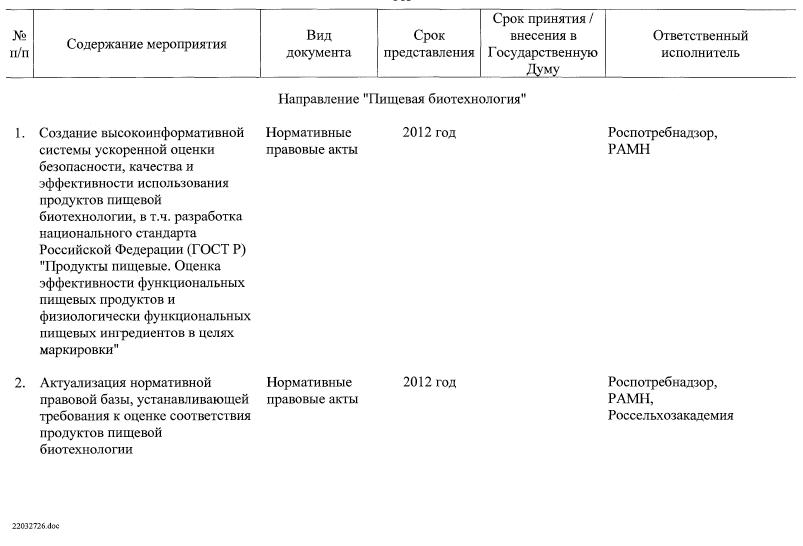 № п/п
Содержание мероприятия
Вид документа
Срок представления
Срок принятия / внесения в Государственную Думу
Ответственный исполнитель
Направление "Пищевая биотехнология"
1. Создание высокоинформативной Нормативные 2012 год Роспотребнадзор,
системы ускоренной оценки правовые акты РАМН
безопасности, качества и
эффективности использования
продуктов пищевой
биотехнологии, в т.ч. разработка
национального стандарта
Российской Федерации (ГОСТ Р)
"Продукты пищевые. Оценка
эффективности функциональных
пищевых продуктов и
физиологически функциональных
пищевых ингредиентов в целях
маркировки"
2. Актуализация нормативной Нормативные 2012 год Роспотребнадзор,
правовой базы, устанавливающей правовые акты РАМН,
требования к оценке соответствия Россельхозакадемия
продуктов пищевой
биотехнологии
22032726.doc